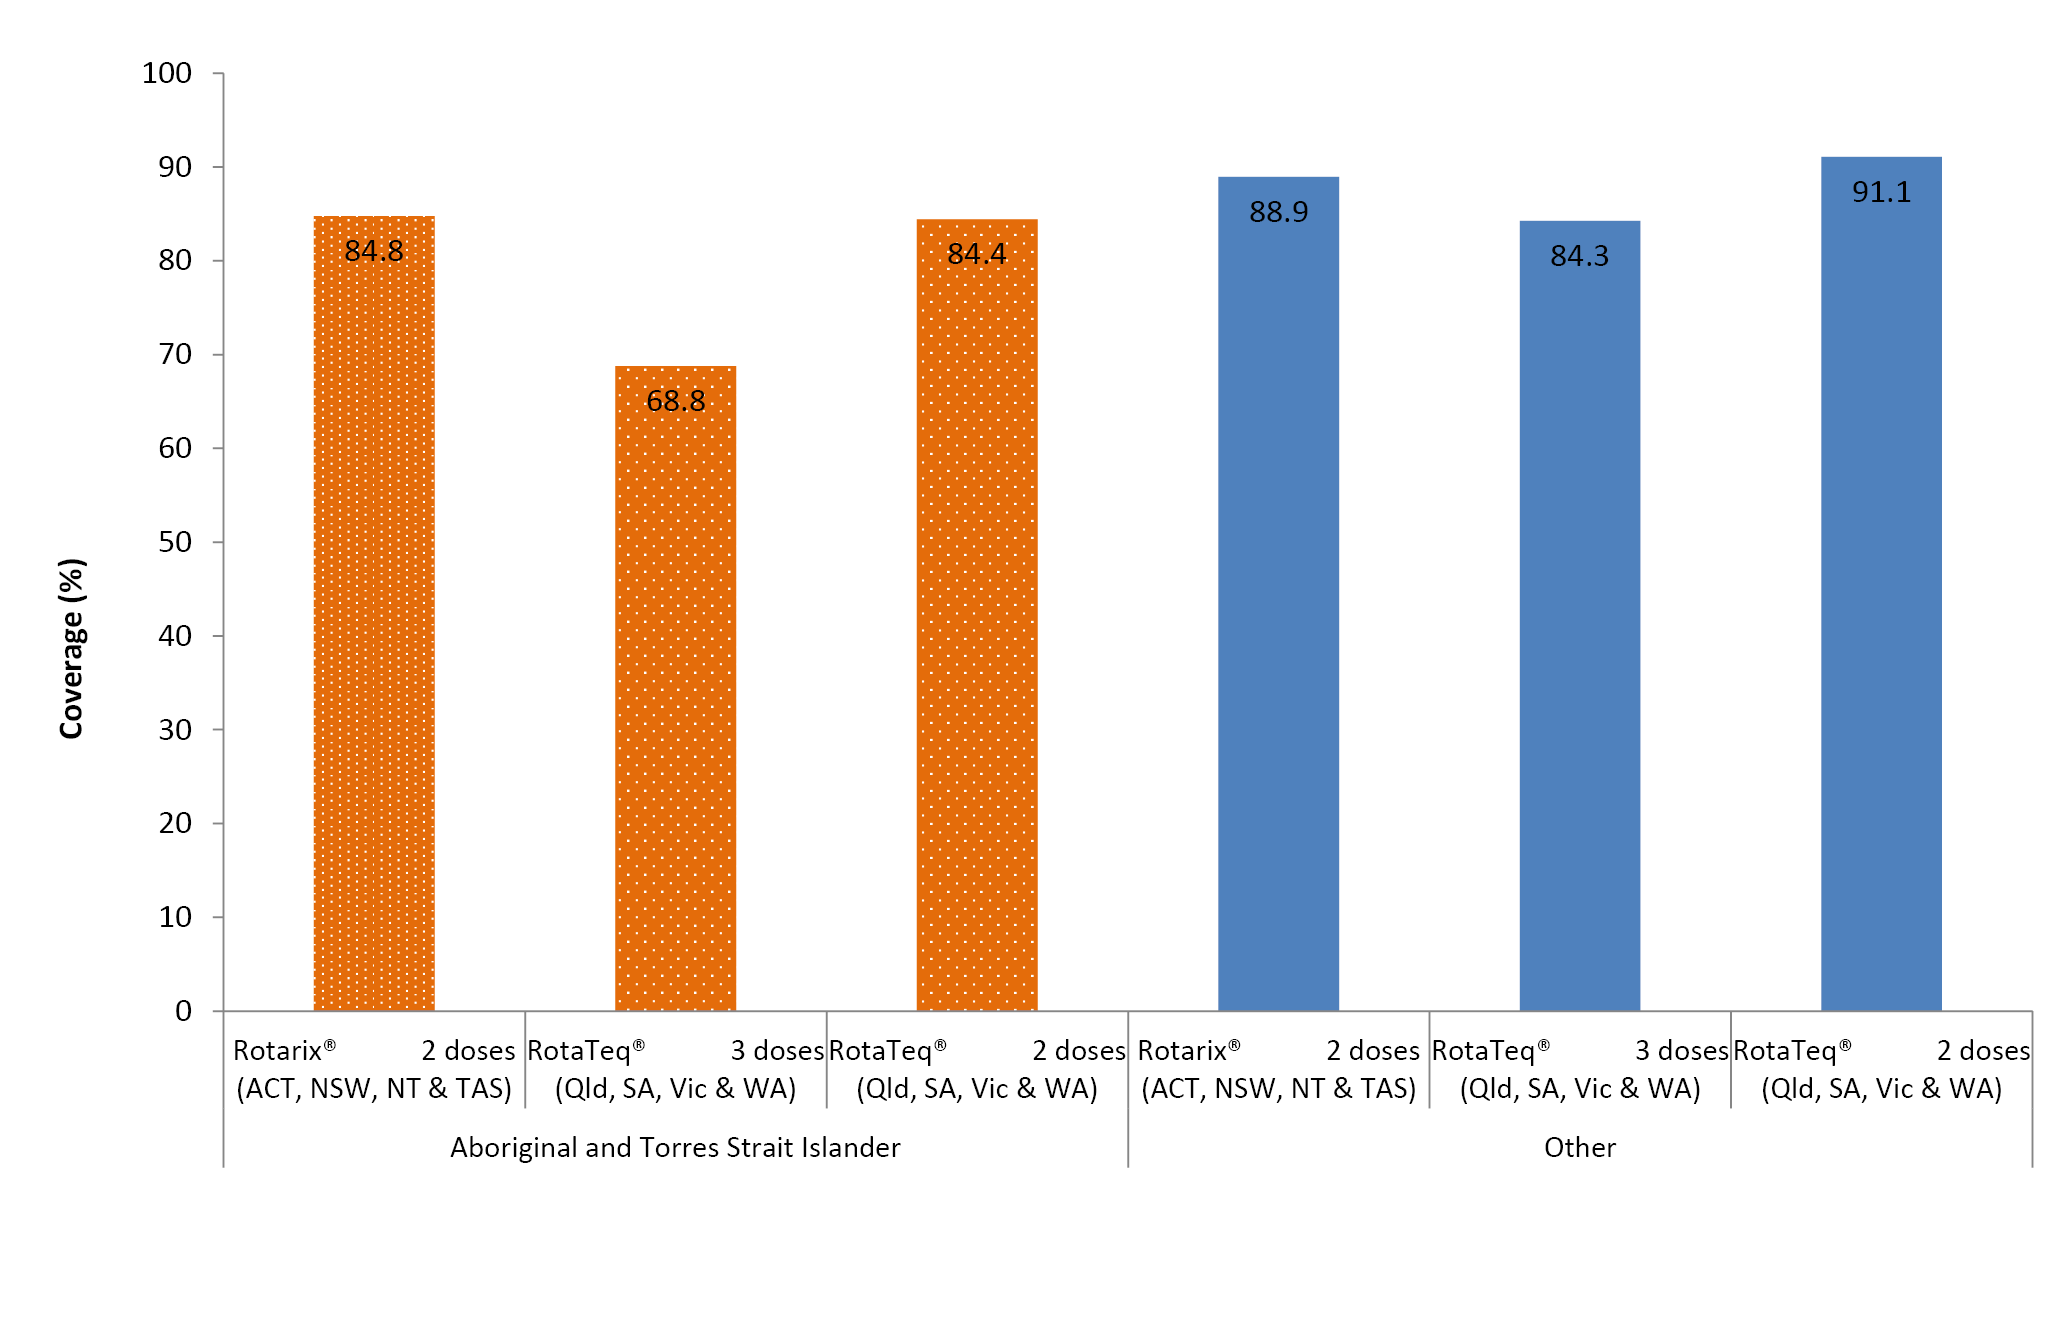 100
90
80
70
60
50
40
30
20
10
0
Coverage (%)
84.8
68.8
84.4
88.9
84.3
91.1
Rotarix® 2 doses
(ACT, NSW, NT & TAS)
RotaTeq® 3 doses
(Qld, SA, Vic & WA)
RotaTeq® 2 doses
(Qld, SA, Vic & WA)
Rotarix® 2 doses
(ACT, NSW, NT & TAS)
RotaTeq® 3 doses
(Qld, SA, Vic & WA)
RotaTeq® 2 doses
(Qld, SA, Vic & WA)
Aboriginal and Torres Strait Islander
Other